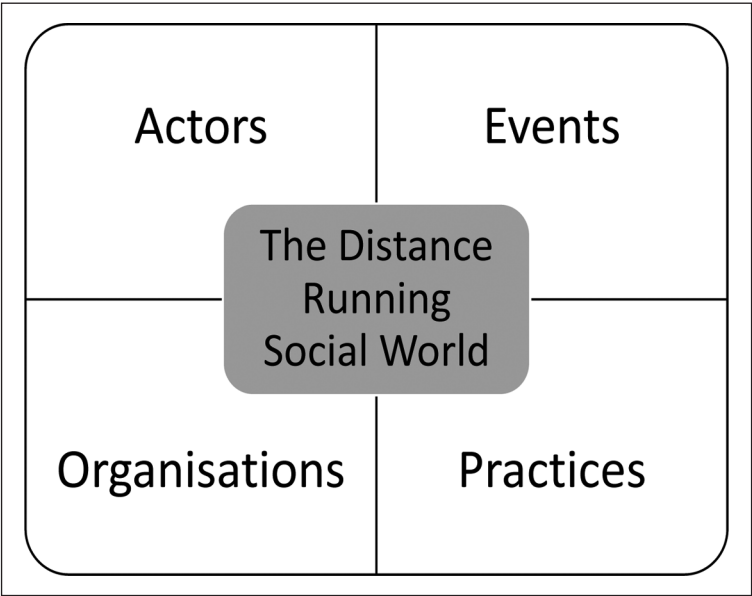 Actors
Events
The Distance
Running
Social World
Organisations
Practices